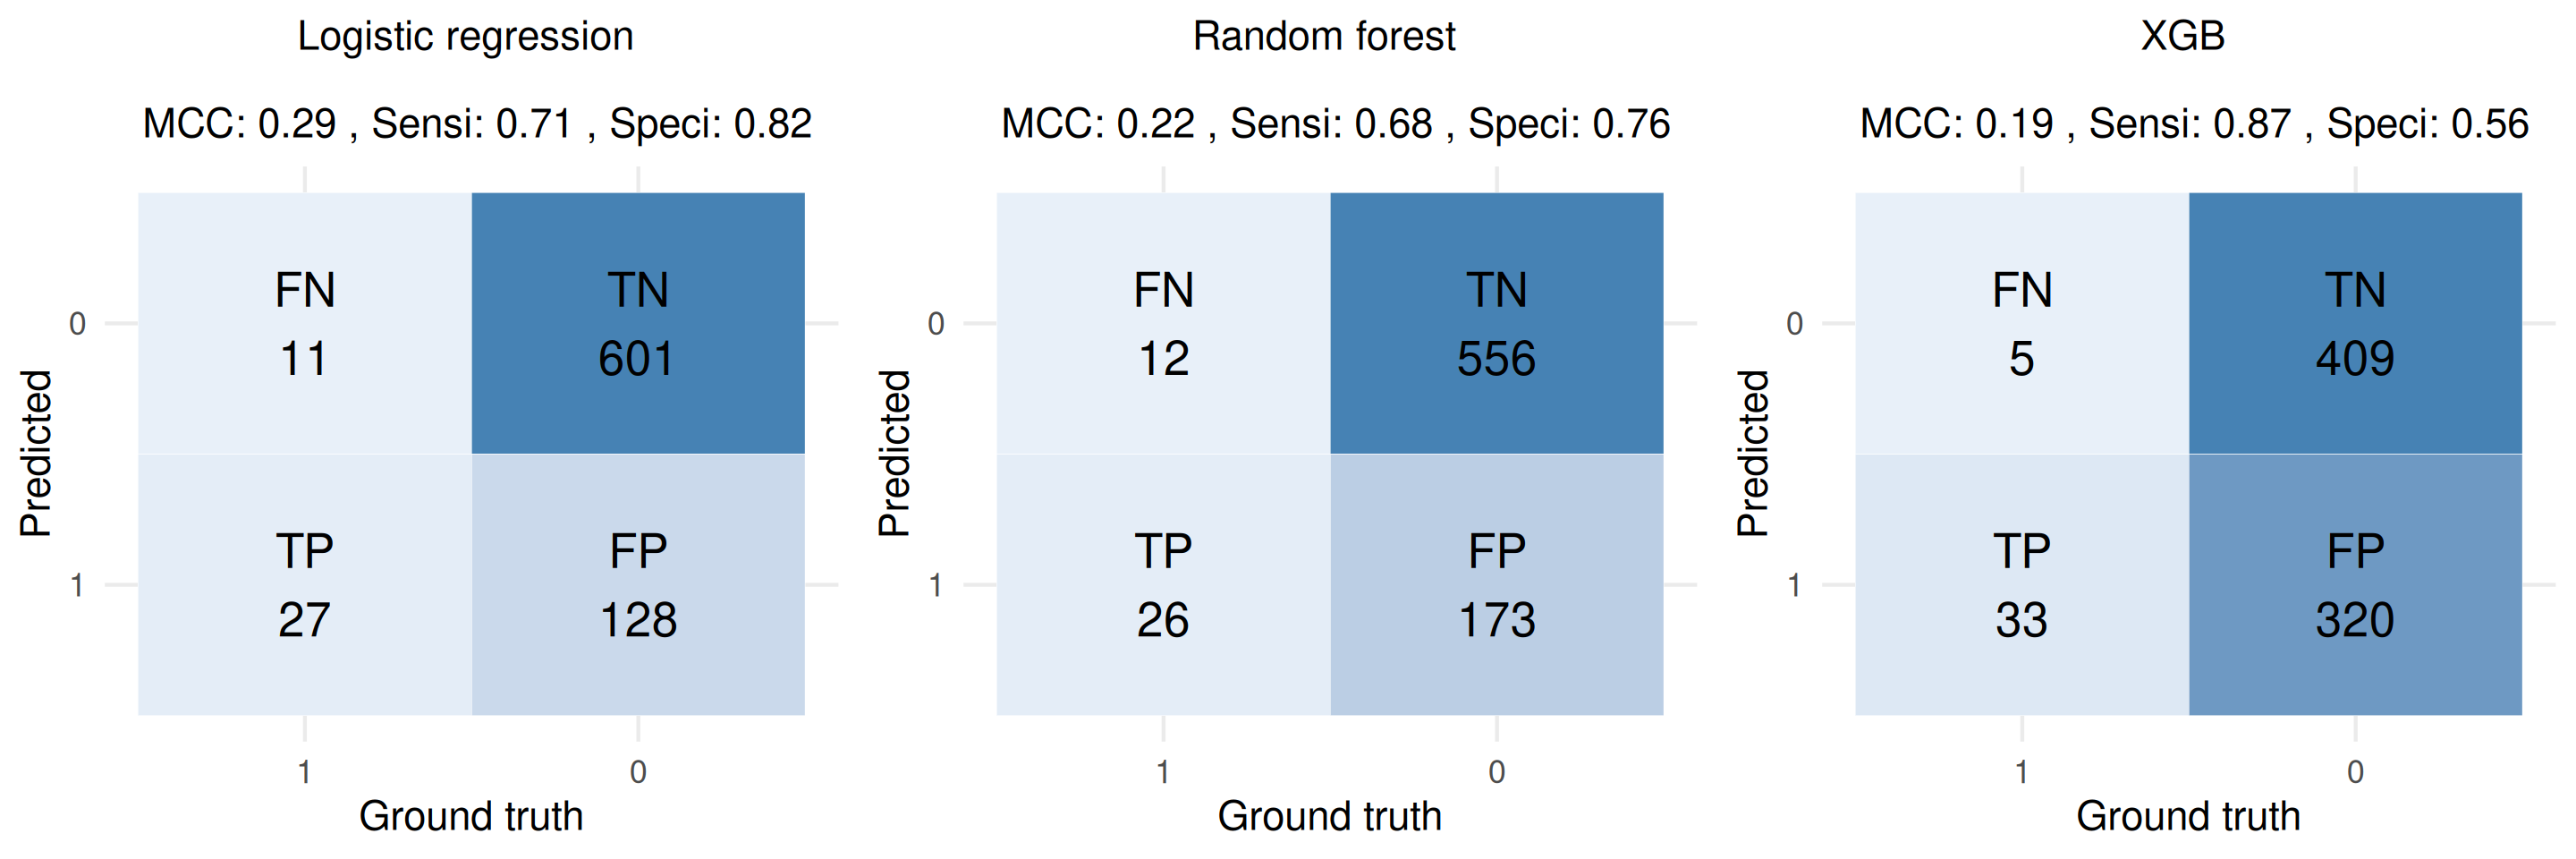 Logistic regression
MCC: 0.29 , Sensi: 0.71 , Speci: 0.82
Predicted
0
1
FN
11
TN
601
TP
27
FP
128
1
0
Ground truth
Random forest
MCC: 0.22 , Sensi: 0.68 , Speci: 0.76
Predicted
0
1
FN
12
TN
556
TP
26
FP
173
1
0
Ground truth
XGB
MCC: 0.19 , Sensi: 0.87 , Speci: 0.56
Predicted
0
1
FN
5
TN
409
TP
33
FP
320
1
0
Ground truth